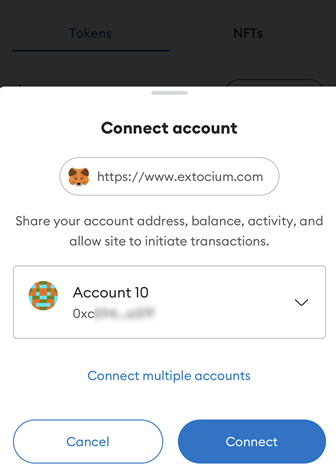 Tokens NFTs
Connect account
https://www.extocium.com
Share your account address, balance, activity, and
allow site to initiate transactions.
Account 10
0xc
Connect multiple accounts
Cancel Connect